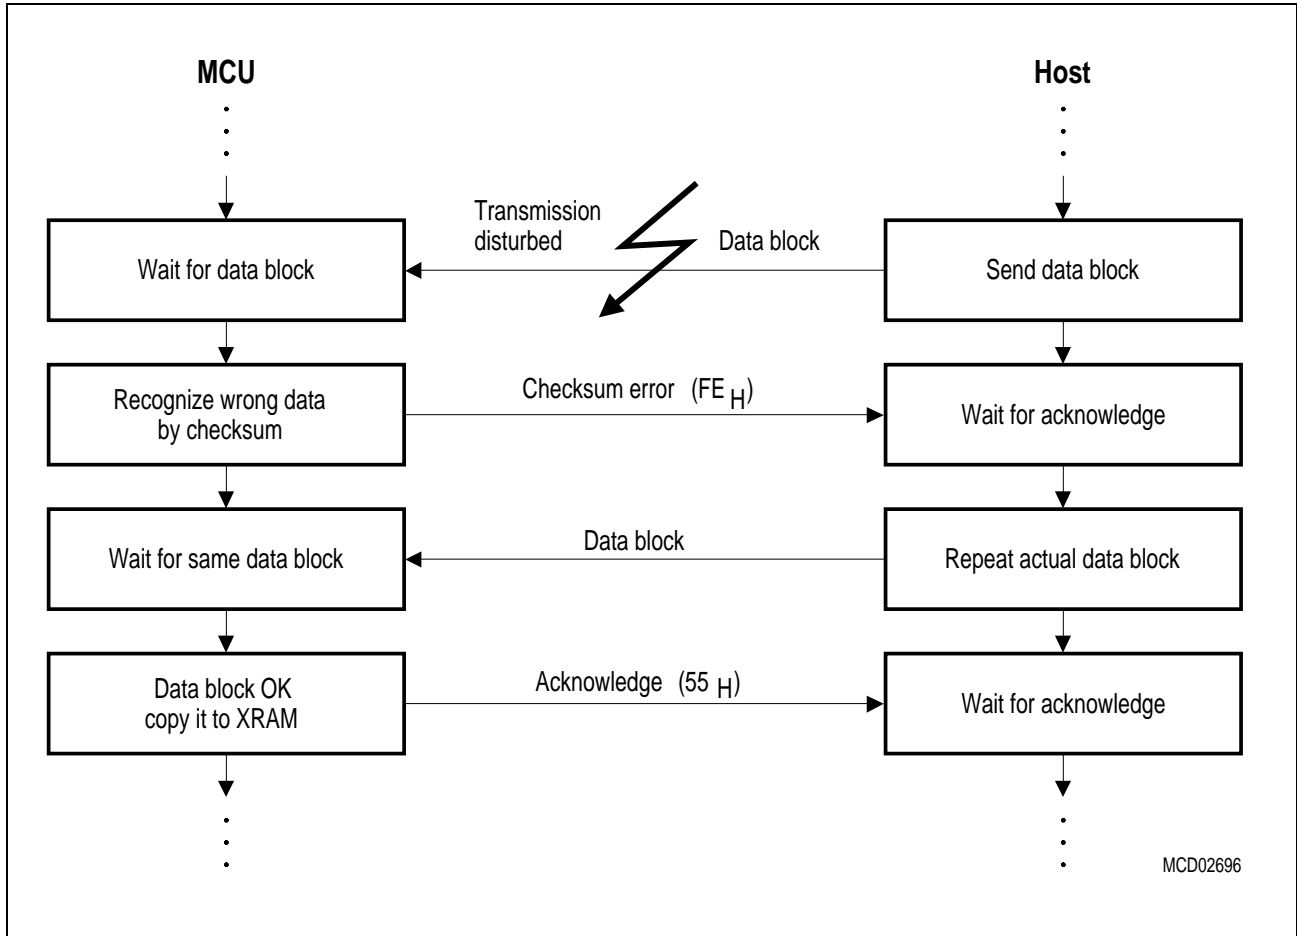 MCU
Host
Transmission
disturbed
Data block
Wait for data block
Send data block
Checksum error (FE H)
Recognize wrong data
by checksum
Wait for acknowledge
Data block
Wait for same data block
Repeat actual data block
Acknowledge (55 H)
Data block OK
copy it to XRAM
Wait for acknowledge
MCD02696